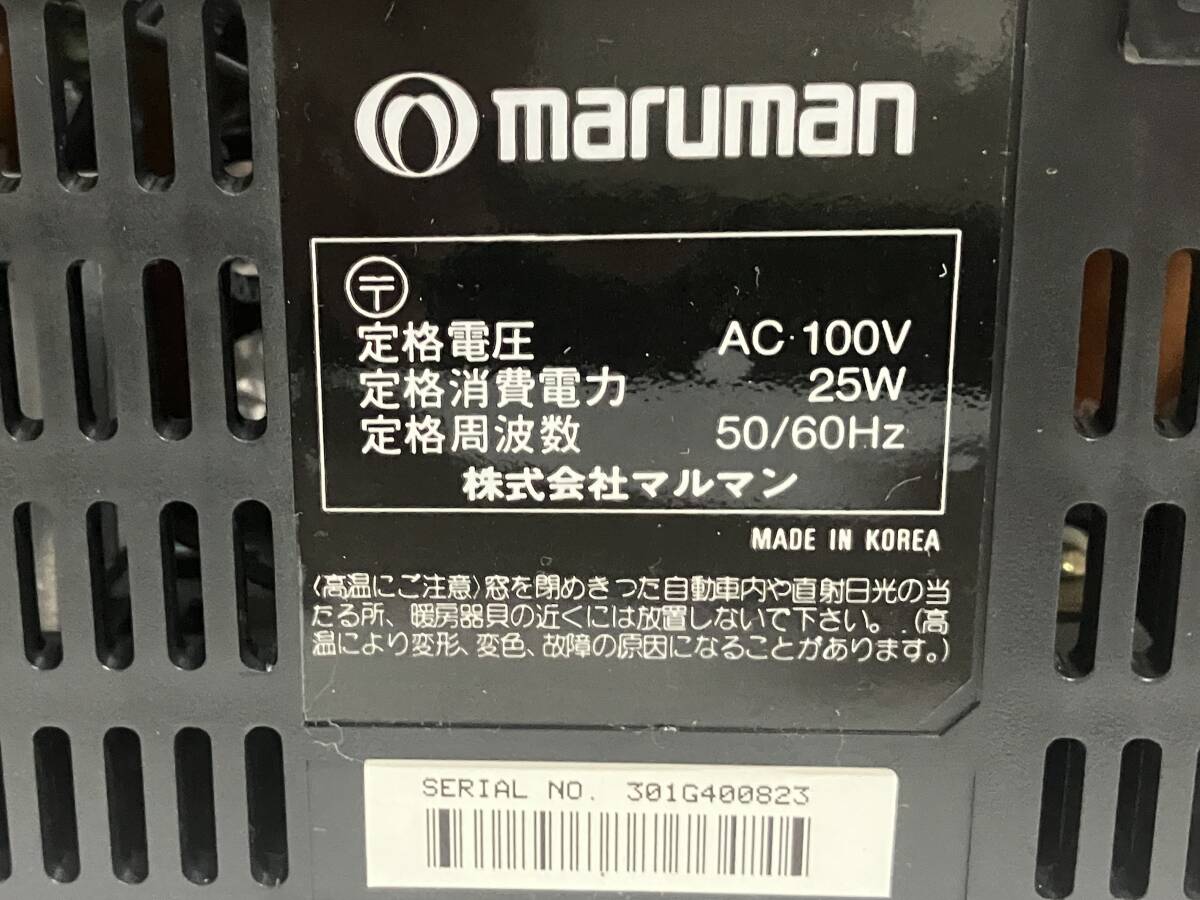 maruman
〒
定格電圧 AC 100V
定格消費電力 25W
定格周波数 50/60Hz
株式会社マルマン
MADE IN KOREA
〈高温にご注意〉窓を閉めきった自動車内や直射日光の当
たる所、暖房器具の近くには放置しないで下さい。(高
温により変形、変色、故障の原因になることがあります。)
SERIAL NO. 301G400823